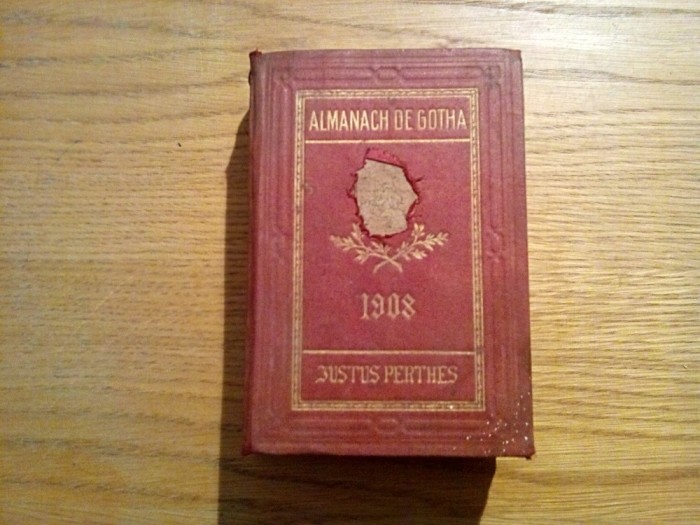 ALMANACH DE GOTHA
1908
JUSTUS PERTHES